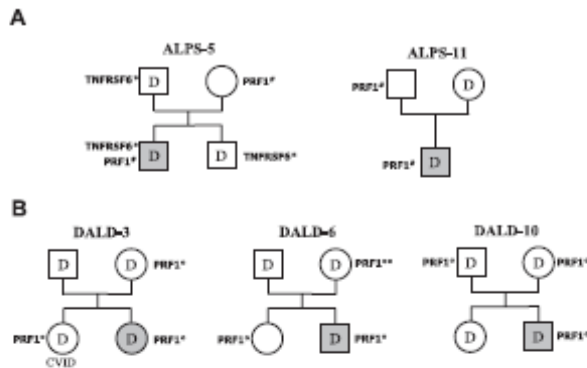 A
ALPS-5
ALPS-11
TNFRSF6* D PRF1#
PRF1# D
TNFRSF6* PRF1# D D TNFRSF6*
PRF1# D
B
DALD-3
DALD-6
DALD-10
D D PRF1*
D D PRF1**
PRF1* D D PRF1*
PRF1* D D PRF1*
CVID
PRF1* D PRF1*
D D PRF1*